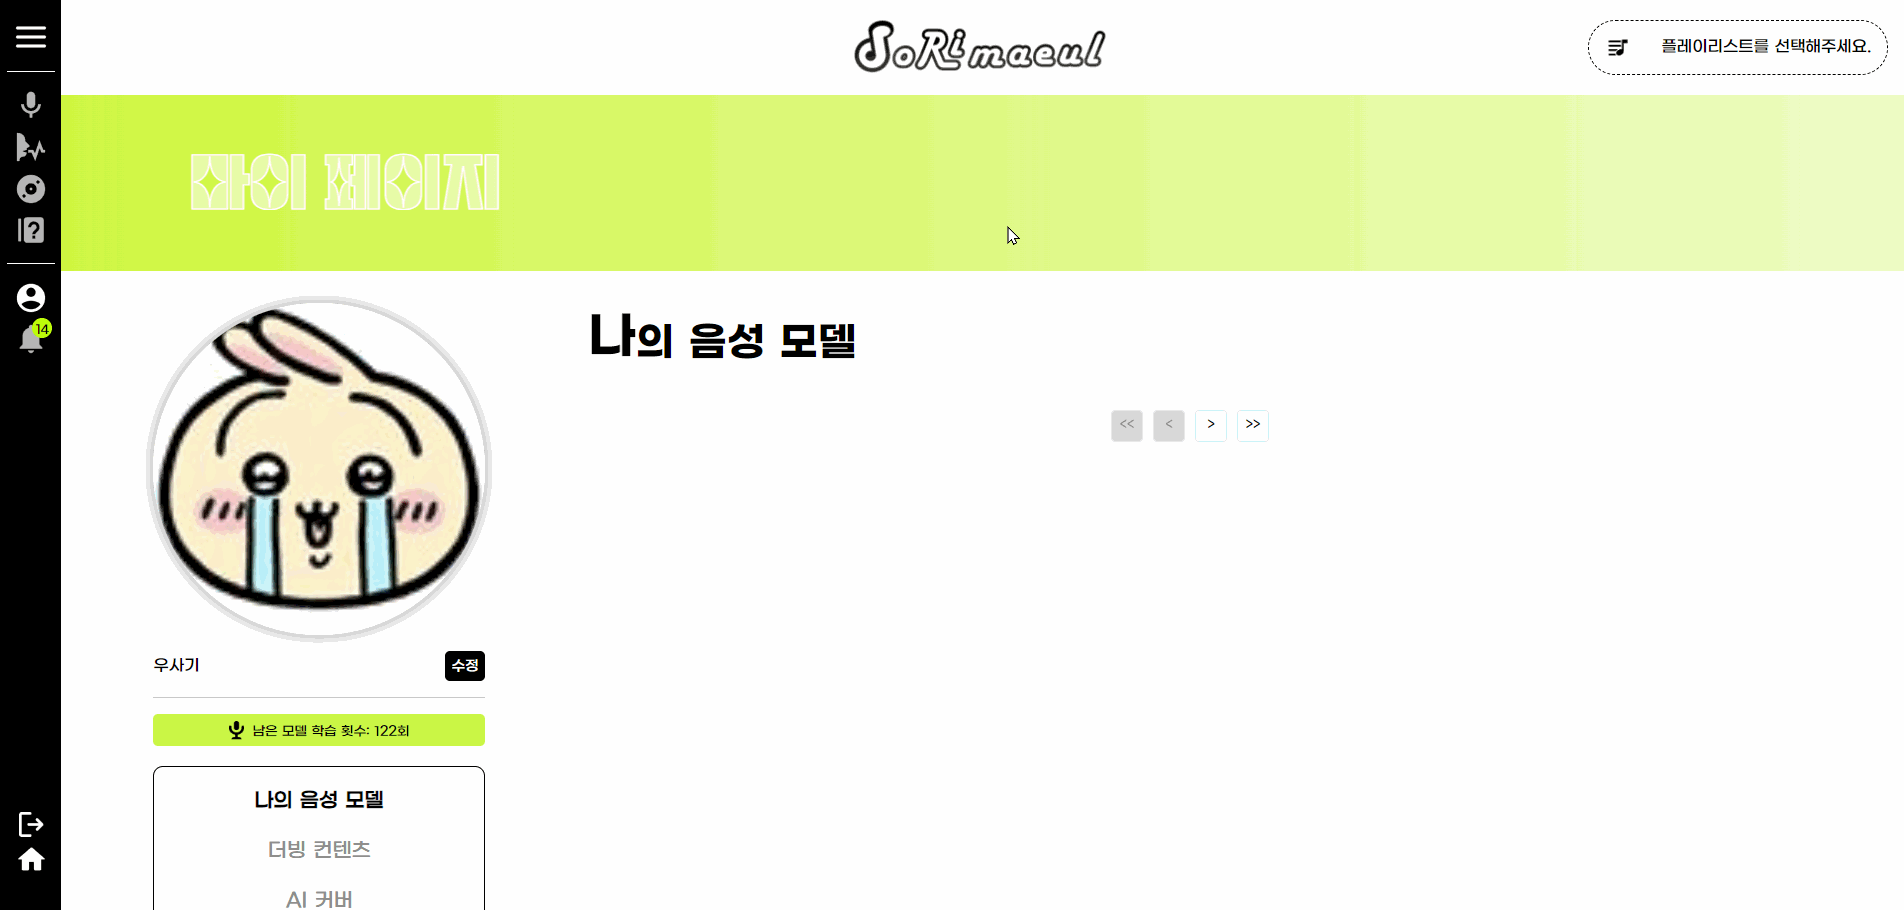 SoRimaeul
플레이리스트를 선택해주세요.
마이 페이지
14
나의 음성 모델
<< < > >>
우사기
수정
남은 모델 학습 횟수: 122회
나의 음성 모델
더빙 컨텐츠
AI 커버